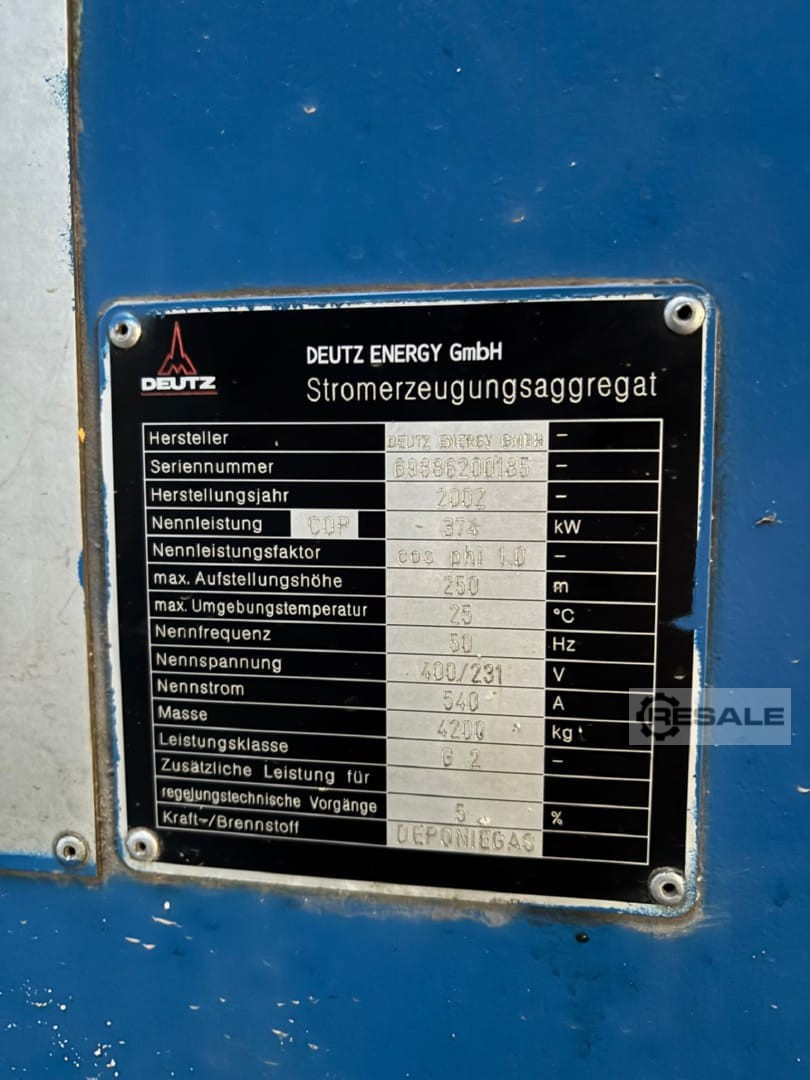 DEUTZ
DEUTZ ENERGY GmbH
Stromerzeugungsaggregat
Hersteller DEUTZ ENERGY GMBH -
Seriennummer 69886200185 -
Herstellungsjahr 2002 -
Nennleistung COP 374 kW
Nennleistungsfaktor cos phi 1.0 -
max. Aufstellungshöhe 250 m
max. Umgebungstemperatur 25 °C
Nennfrequenz 50 Hz
Nennspannung 400/231 V
Nennstrom 540 A
Masse 4200 kg
Leistungsklasse G 2 -
Zusätzliche Leistung für
regelungstechnische Vorgänge 5 %
Kraft-/Brennstoff DEPONIEGAS
RESALE